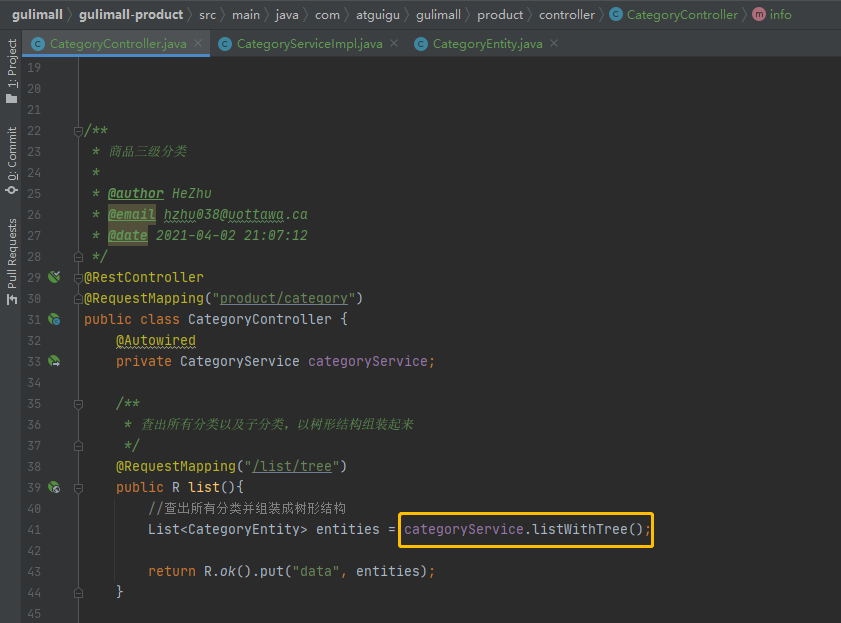 gulimall gulimall-product src main java com atguigu gulimall product controller CategoryController info
CategoryController.java CategoryServiceImpl.java CategoryEntity.java
1: Project
0: Commit
Pull Requests
19
20
21
22 /**
23 * 商品三级分类
24 *
25 * @author HeZhu
26 * @email hzhu038@uottawa.ca
27 * @date 2021-04-02 21:07:12
28 */
29 @RestController
30 @RequestMapping("product/category")
31 public class CategoryController {
32 @Autowired
33 private CategoryService categoryService;
34
35 /**
36 * 查出所有分类以及子分类，以树形结构组装起来
37 */
38 @RequestMapping("/list/tree")
39 public R list(){
40 //查出所有分类并组装成树形结构
41 List<CategoryEntity> entities = categoryService.listWithTree();
42
43 return R.ok().put("data", entities);
44 }
45